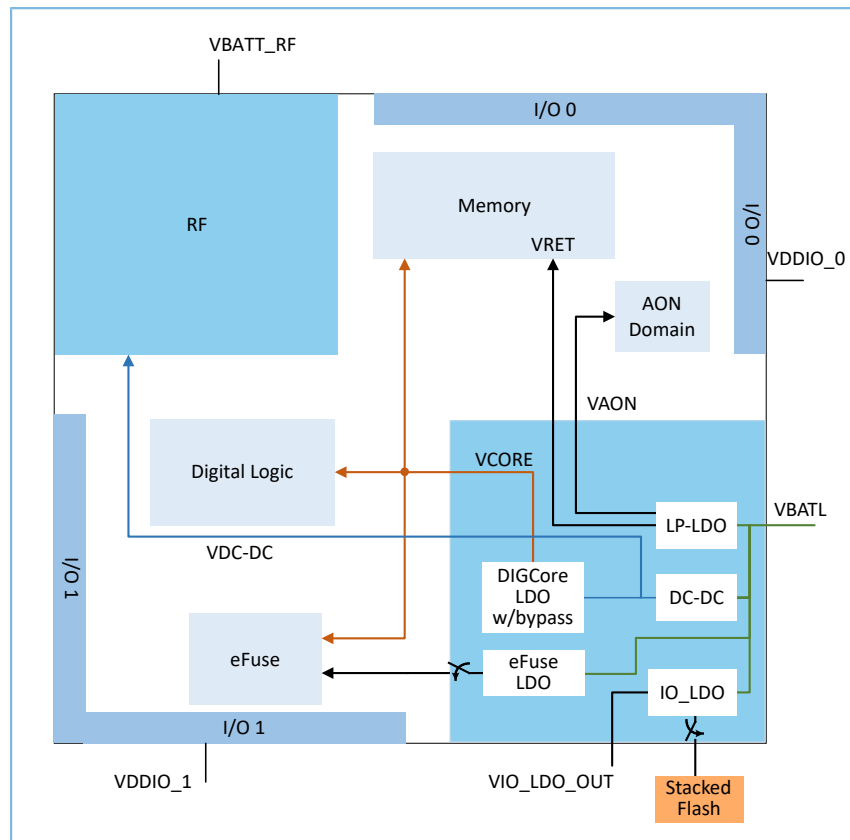 VBATT_RF
I/O 0
RF
Memory
I/O 0
VRET
VDDIO_0
AON
Domain
VAON
Digital Logic
VCORE
LP-LDO
VBATL
VDC-DC
I/O 1
DIGCore
LDO
w/bypass
DC-DC
eFuse
eFuse
LDO
IO_LDO
I/O 1
VDDIO_1
VIO_LDO_OUT
Stacked
Flash